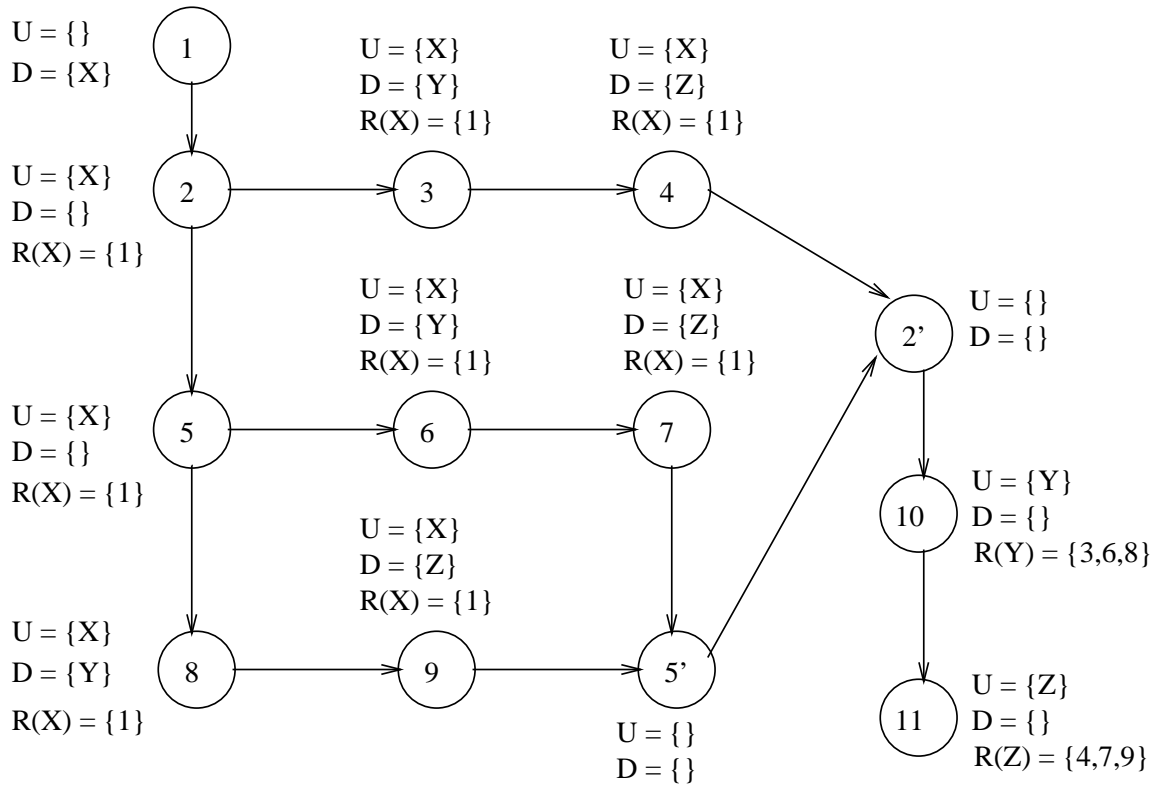 U = {}
D = {X}
1
U = {X}
D = {Y}
R(X) = {1}
U = {X}
D = {Z}
R(X) = {1}
U = {X}
D = {}
R(X) = {1}
2
3
4
U = {X}
D = {Y}
R(X) = {1}
U = {X}
D = {Z}
R(X) = {1}
2'
U = {}
D = {}
U = {X}
D = {}
R(X) = {1}
5
6
7
10
U = {Y}
D = {}
R(Y) = {3,6,8}
U = {X}
D = {Z}
R(X) = {1}
U = {X}
D = {Y}
R(X) = {1}
8
9
5'
U = {}
D = {}
11
U = {Z}
D = {}
R(Z) = {4,7,9}